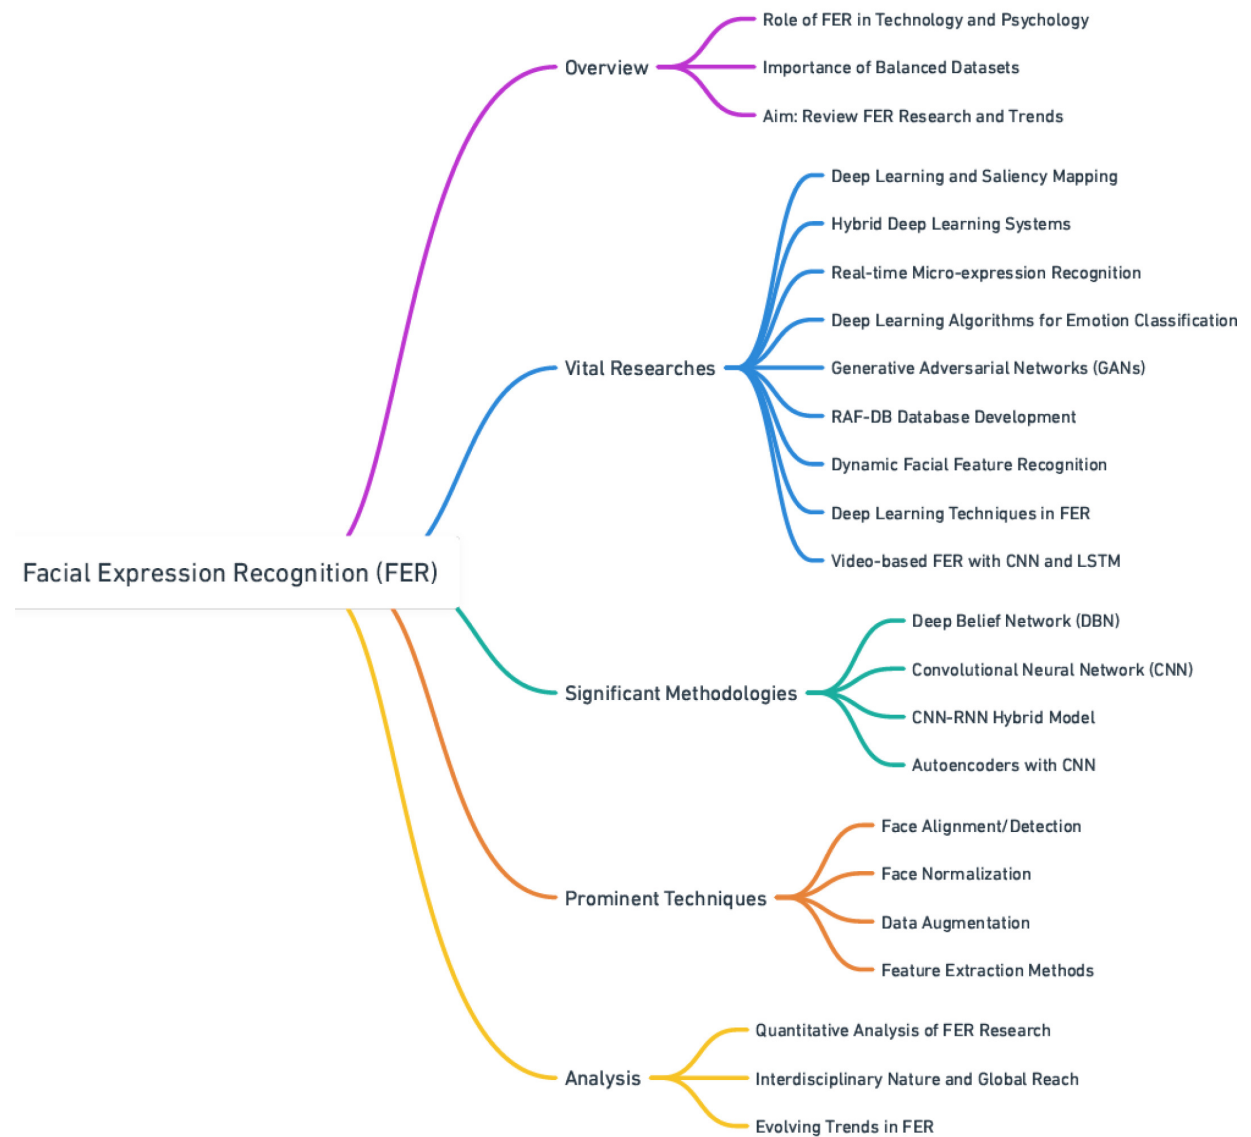 Facial Expression Recognition (FER)
Overview
Role of FER in Technology and Psychology
Importance of Balanced Datasets
Aim: Review FER Research and Trends
Vital Researches
Deep Learning and Saliency Mapping
Hybrid Deep Learning Systems
Real-time Micro-expression Recognition
Deep Learning Algorithms for Emotion Classification
Generative Adversarial Networks (GANs)
RAF-DB Database Development
Dynamic Facial Feature Recognition
Deep Learning Techniques in FER
Video-based FER with CNN and LSTM
Significant Methodologies
Deep Belief Network (DBN)
Convolutional Neural Network (CNN)
CNN-RNN Hybrid Model
Autoencoders with CNN
Prominent Techniques
Face Alignment/Detection
Face Normalization
Data Augmentation
Feature Extraction Methods
Analysis
Quantitative Analysis of FER Research
Interdisciplinary Nature and Global Reach
Evolving Trends in FER